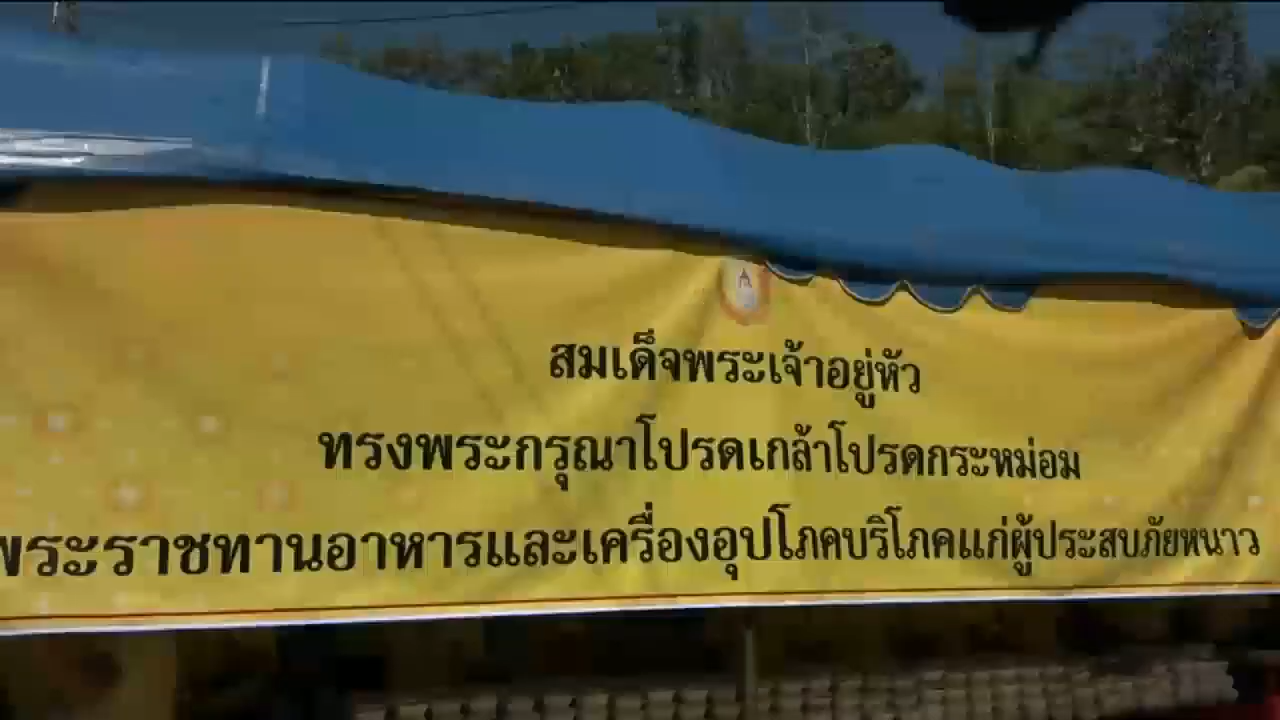 สมเด็จพระเจ้าอยู่หัว
ทรงพระกรุณาโปรดเกล้าโปรดกระหม่อม
พระราชทานอาหารและเครื่องอุปโภคบริโภคแก่ผู้ประสบภัยหนาว